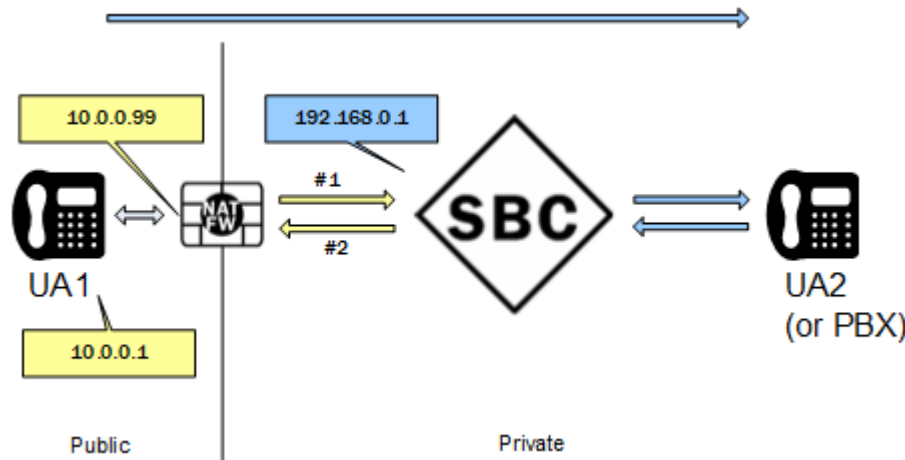 10.0.0.99
192.168.0.1
#1
NAT
FW
SBC
#2
UA1
UA2
(or PBX)
10.0.0.1
Public
Private